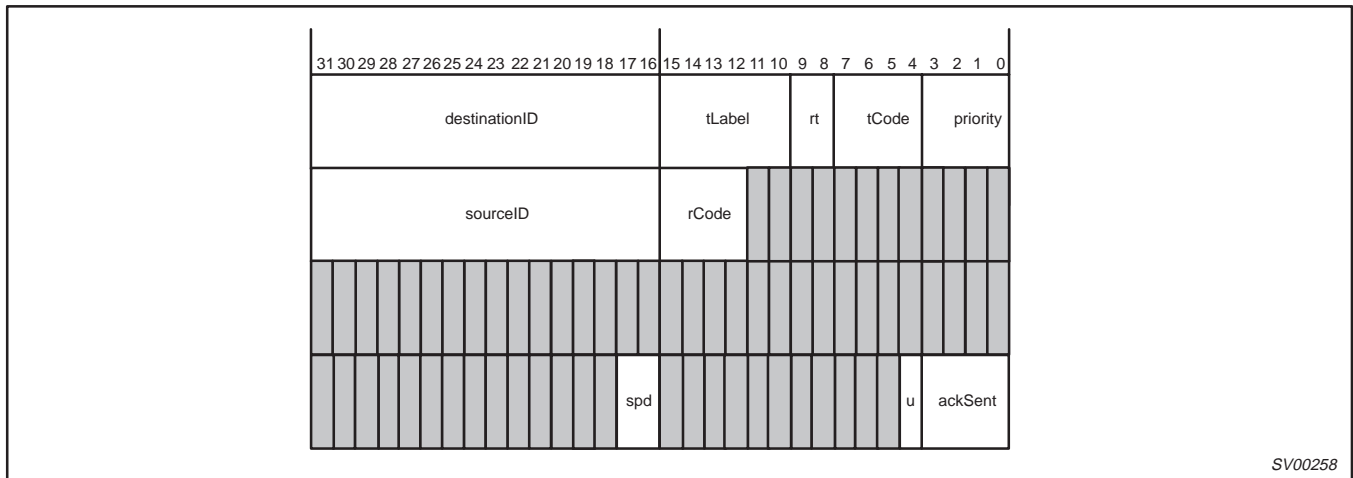 31 30 29 28 27 26 25 24 23 22 21 20 19 18 17 16 15 14 13 12 11 10 9 8 7 6 5 4 3 2 1 0
destinationID tLabel rt tCode priority
sourceID rCode
spd u ackSent
SV00258